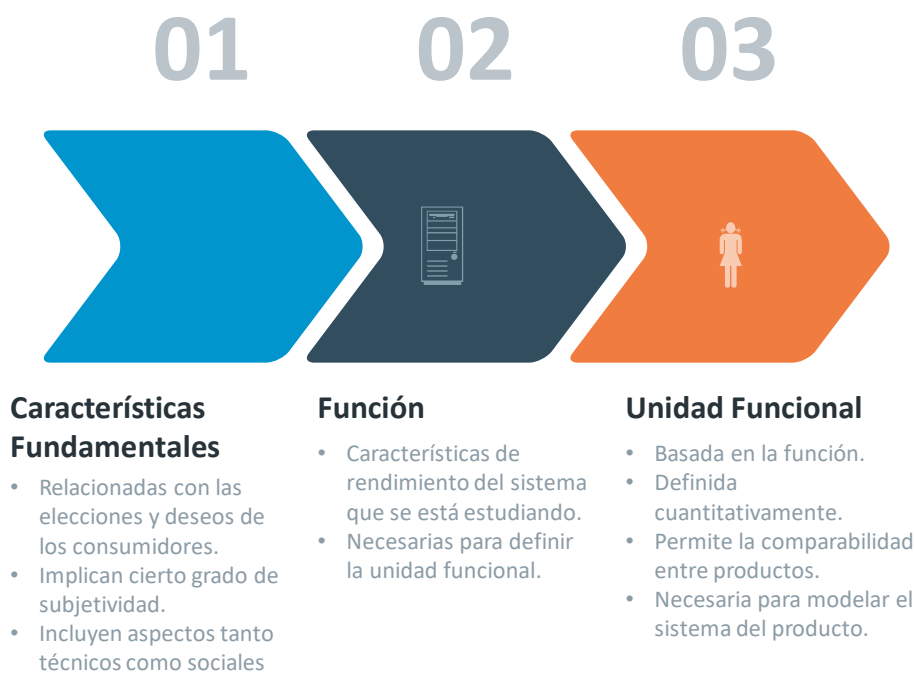 01
02
03
Características
Fundamentales
• Relacionadas con las
elecciones y deseos de
los consumidores.
• Implican cierto grado de
subjetividad.
• Incluyen aspectos tanto
técnicos como sociales
Función
• Características de
rendimiento del sistema
que se está estudiando.
• Necesarias para definir
la unidad funcional.
Unidad Funcional
• Basada en la función.
• Definida
cuantitativamente.
• Permite la comparabilidad
entre productos.
• Necesaria para modelar el
sistema del producto.